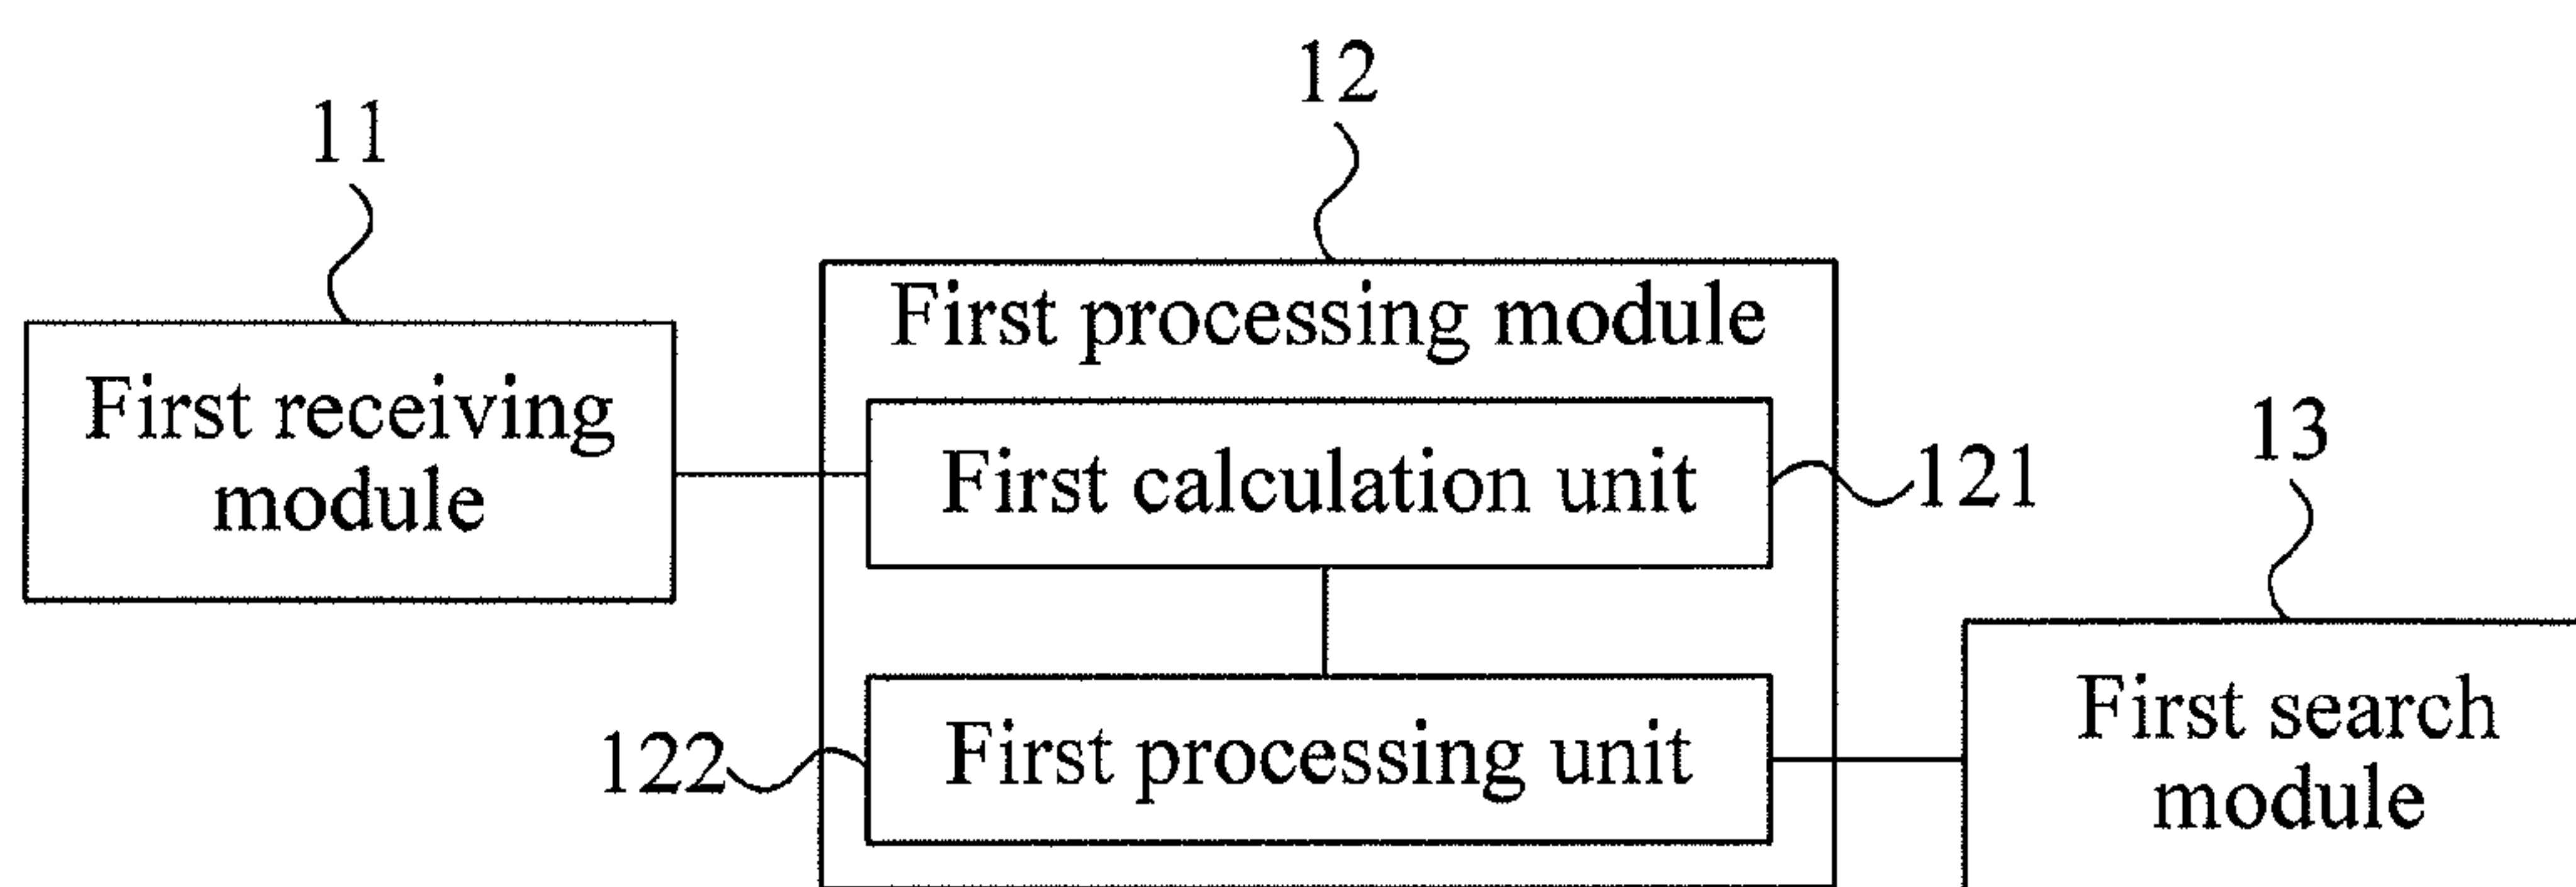 11
12
First processing module
First receiving
module
First calculation unit
121
13
122
First processing unit
First search
module